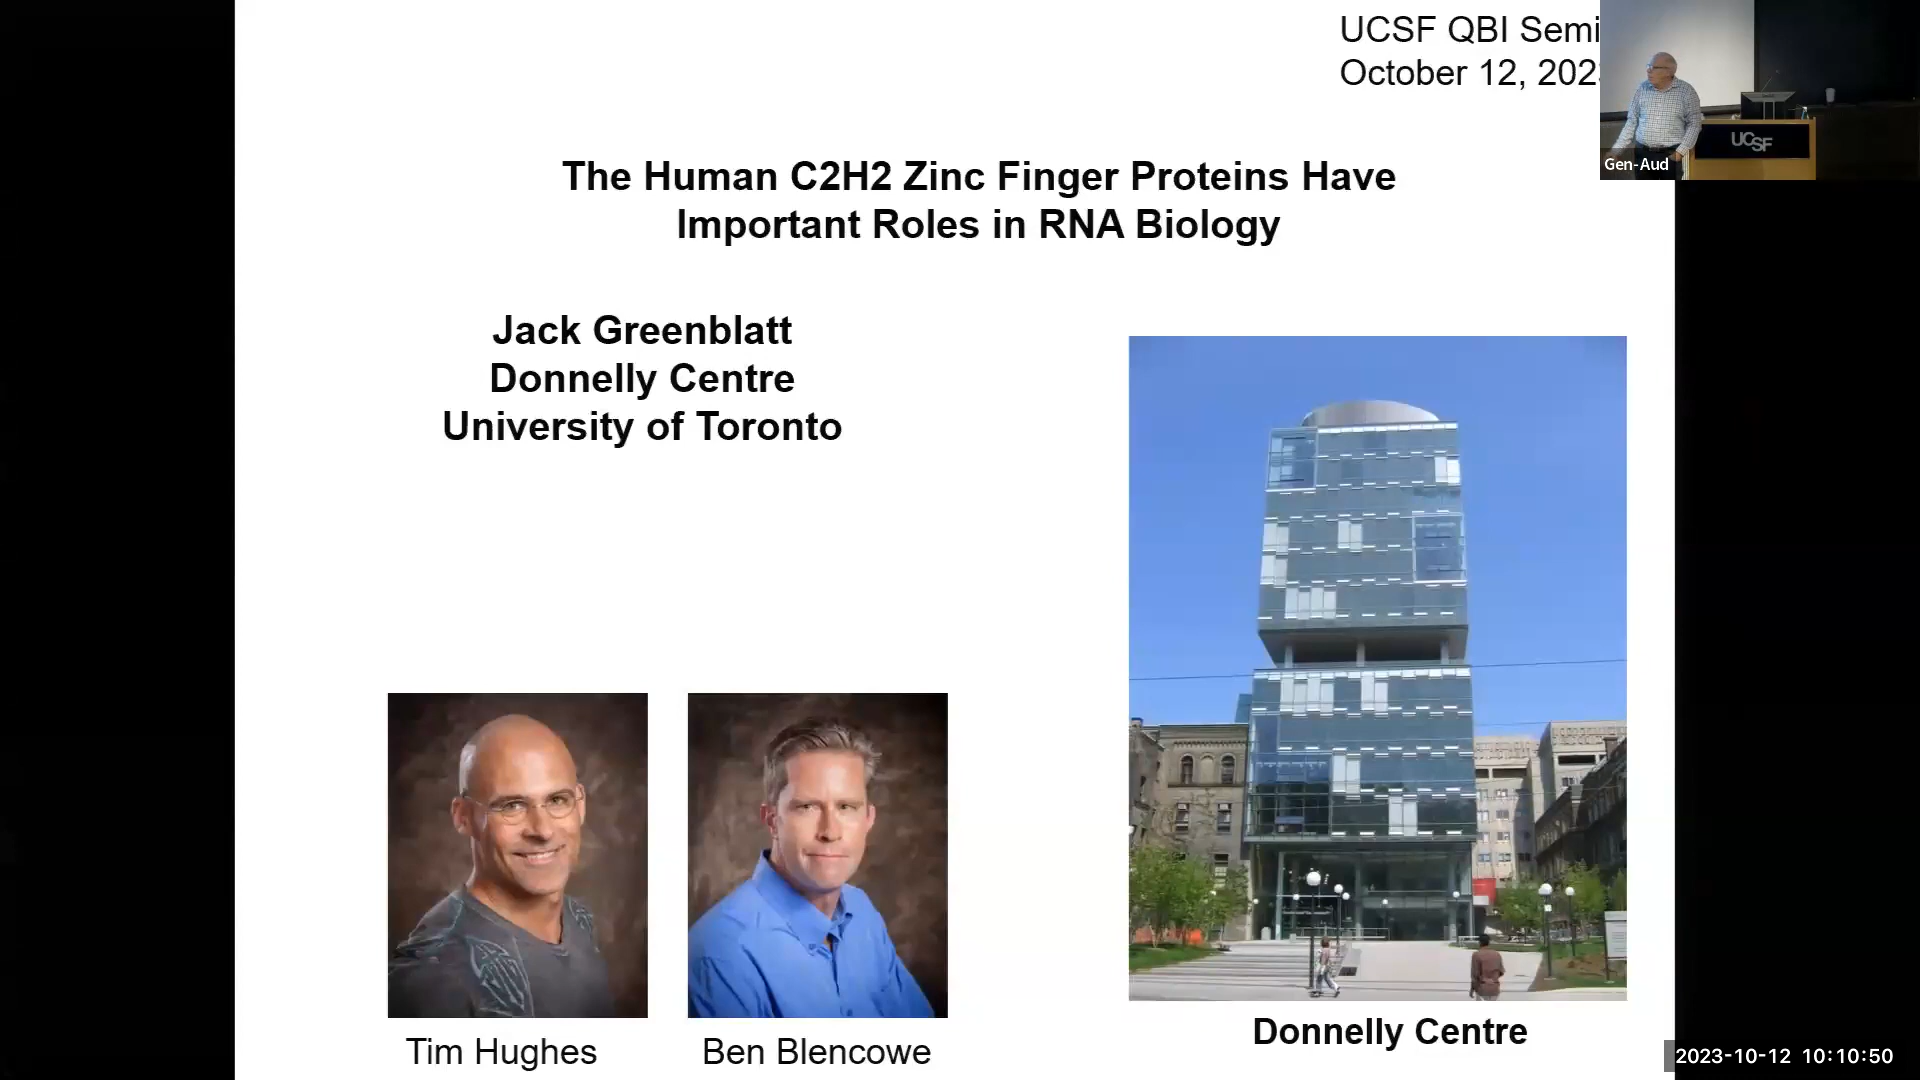 UCSF QBI Semi
October 12, 202
The Human C2H2 Zinc Finger Proteins Have
Important Roles in RNA Biology
Jack Greenblatt
Donnelly Centre
University of Toronto
Tim Hughes
Ben Blencowe
Donnelly Centre
UCSF
Gen-Aud
2023-10-12 10:10:50